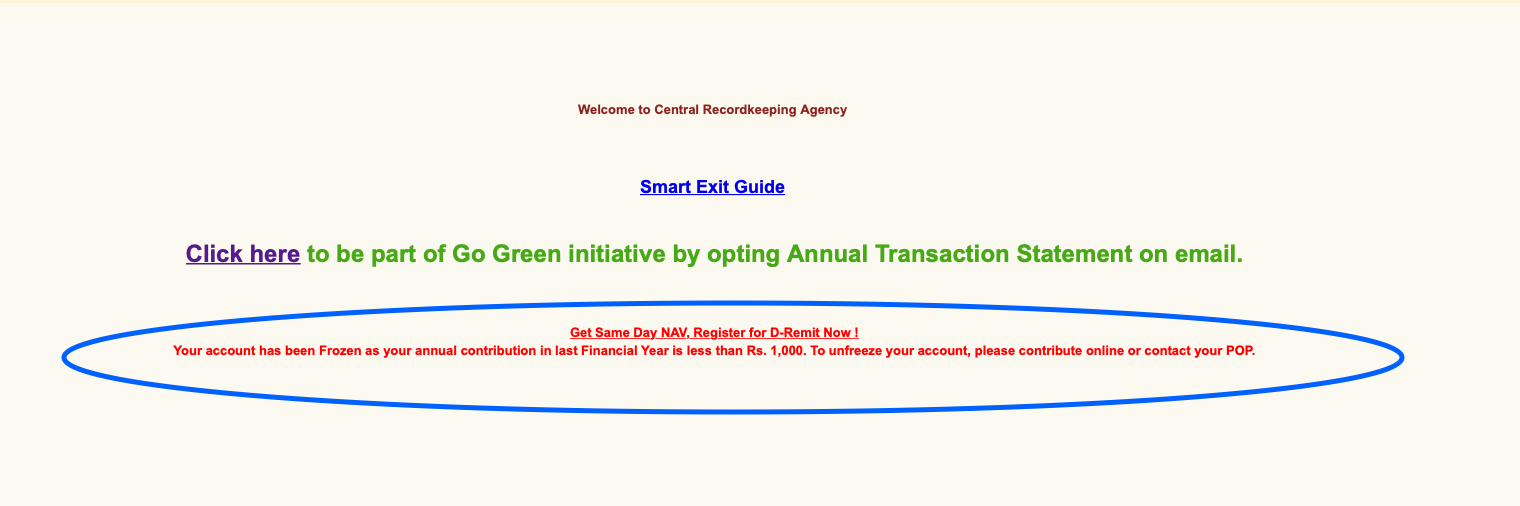 Welcome to Central Recordkeeping Agency
Smart Exit Guide
Click here to be part of Go Green initiative by opting Annual Transaction Statement on email.
Get Same Day NAV, Register for D-Remit Now !
Your account has been Frozen as your annual contribution in last Financial Year is less than Rs. 1,000. To unfreeze your account, please contribute online or contact your POP.